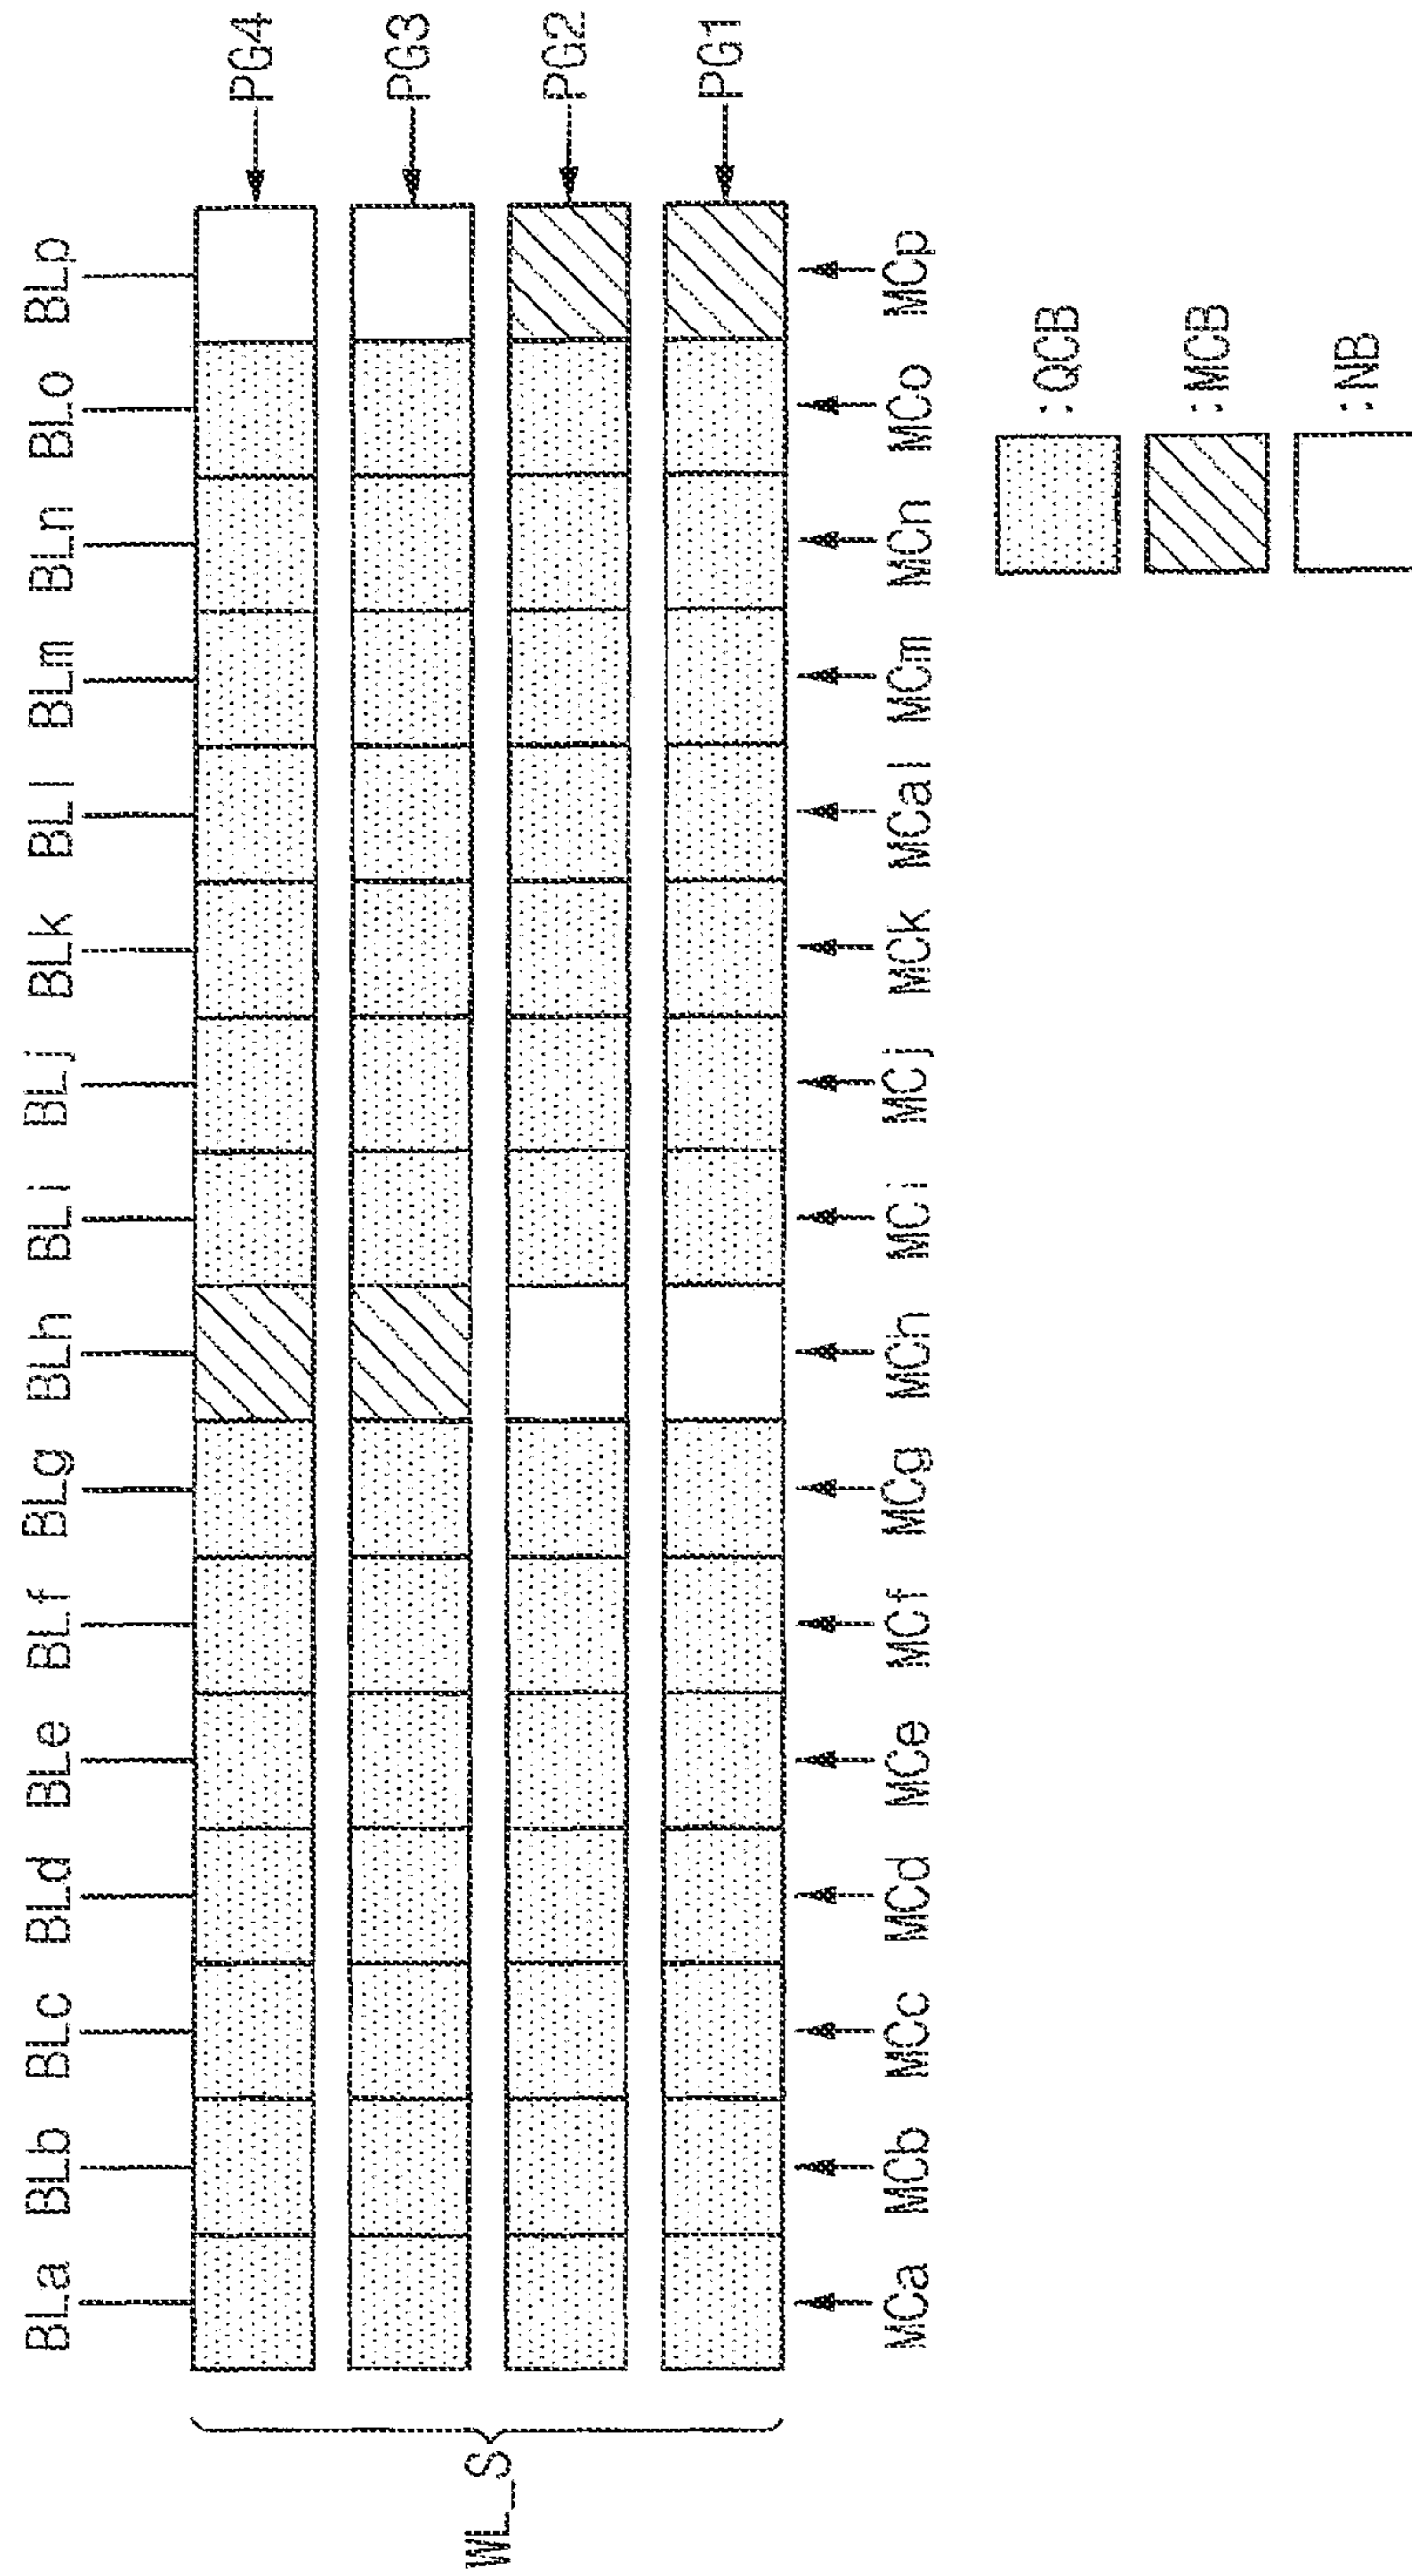 BLa BLb BLc BLd BLe BLf BLg BLh BLi BLj BLk BLl BLm BLn BLo BLp
PG4
PG3
WL_S
PG2
PG1
MCa MCb MCc MCd MCe MCf MCg MCh MCi MCj MCk MCal MCm MCn MCo MCp
:QCB
:MCB
:NB